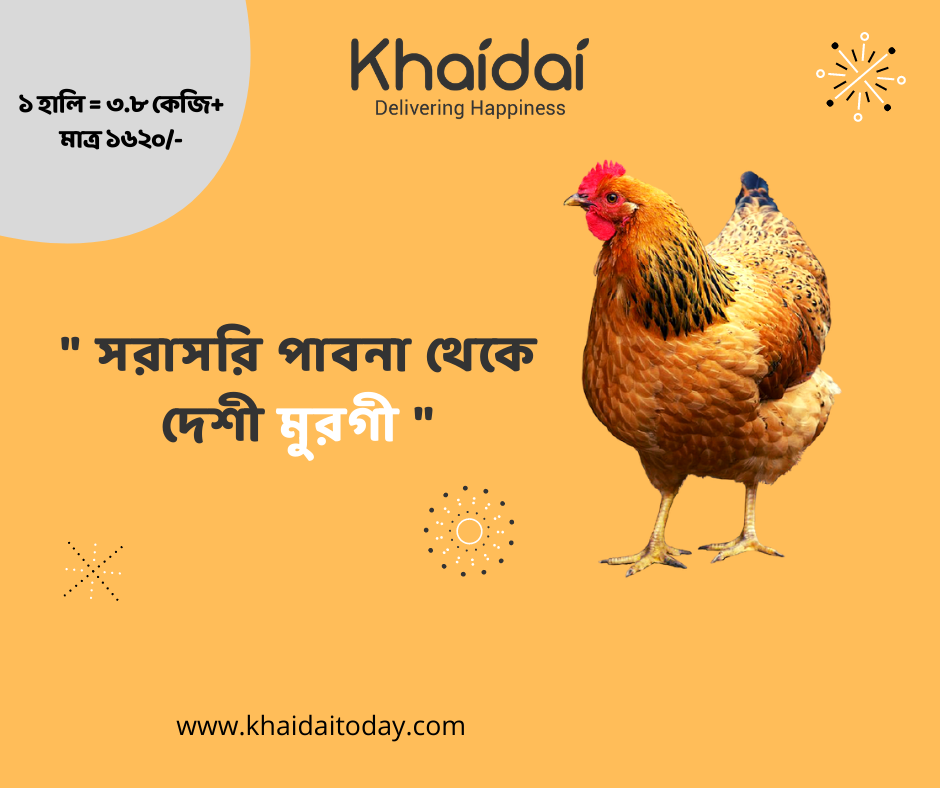 Khaidai
Delivering Happiness
১ হালি = ৩.৮ কেজি+
মাত্র ১৬২০/-
" সরাসরি পাবনা থেকে
দেশী মুরগী "
www.khaidaitoday.com